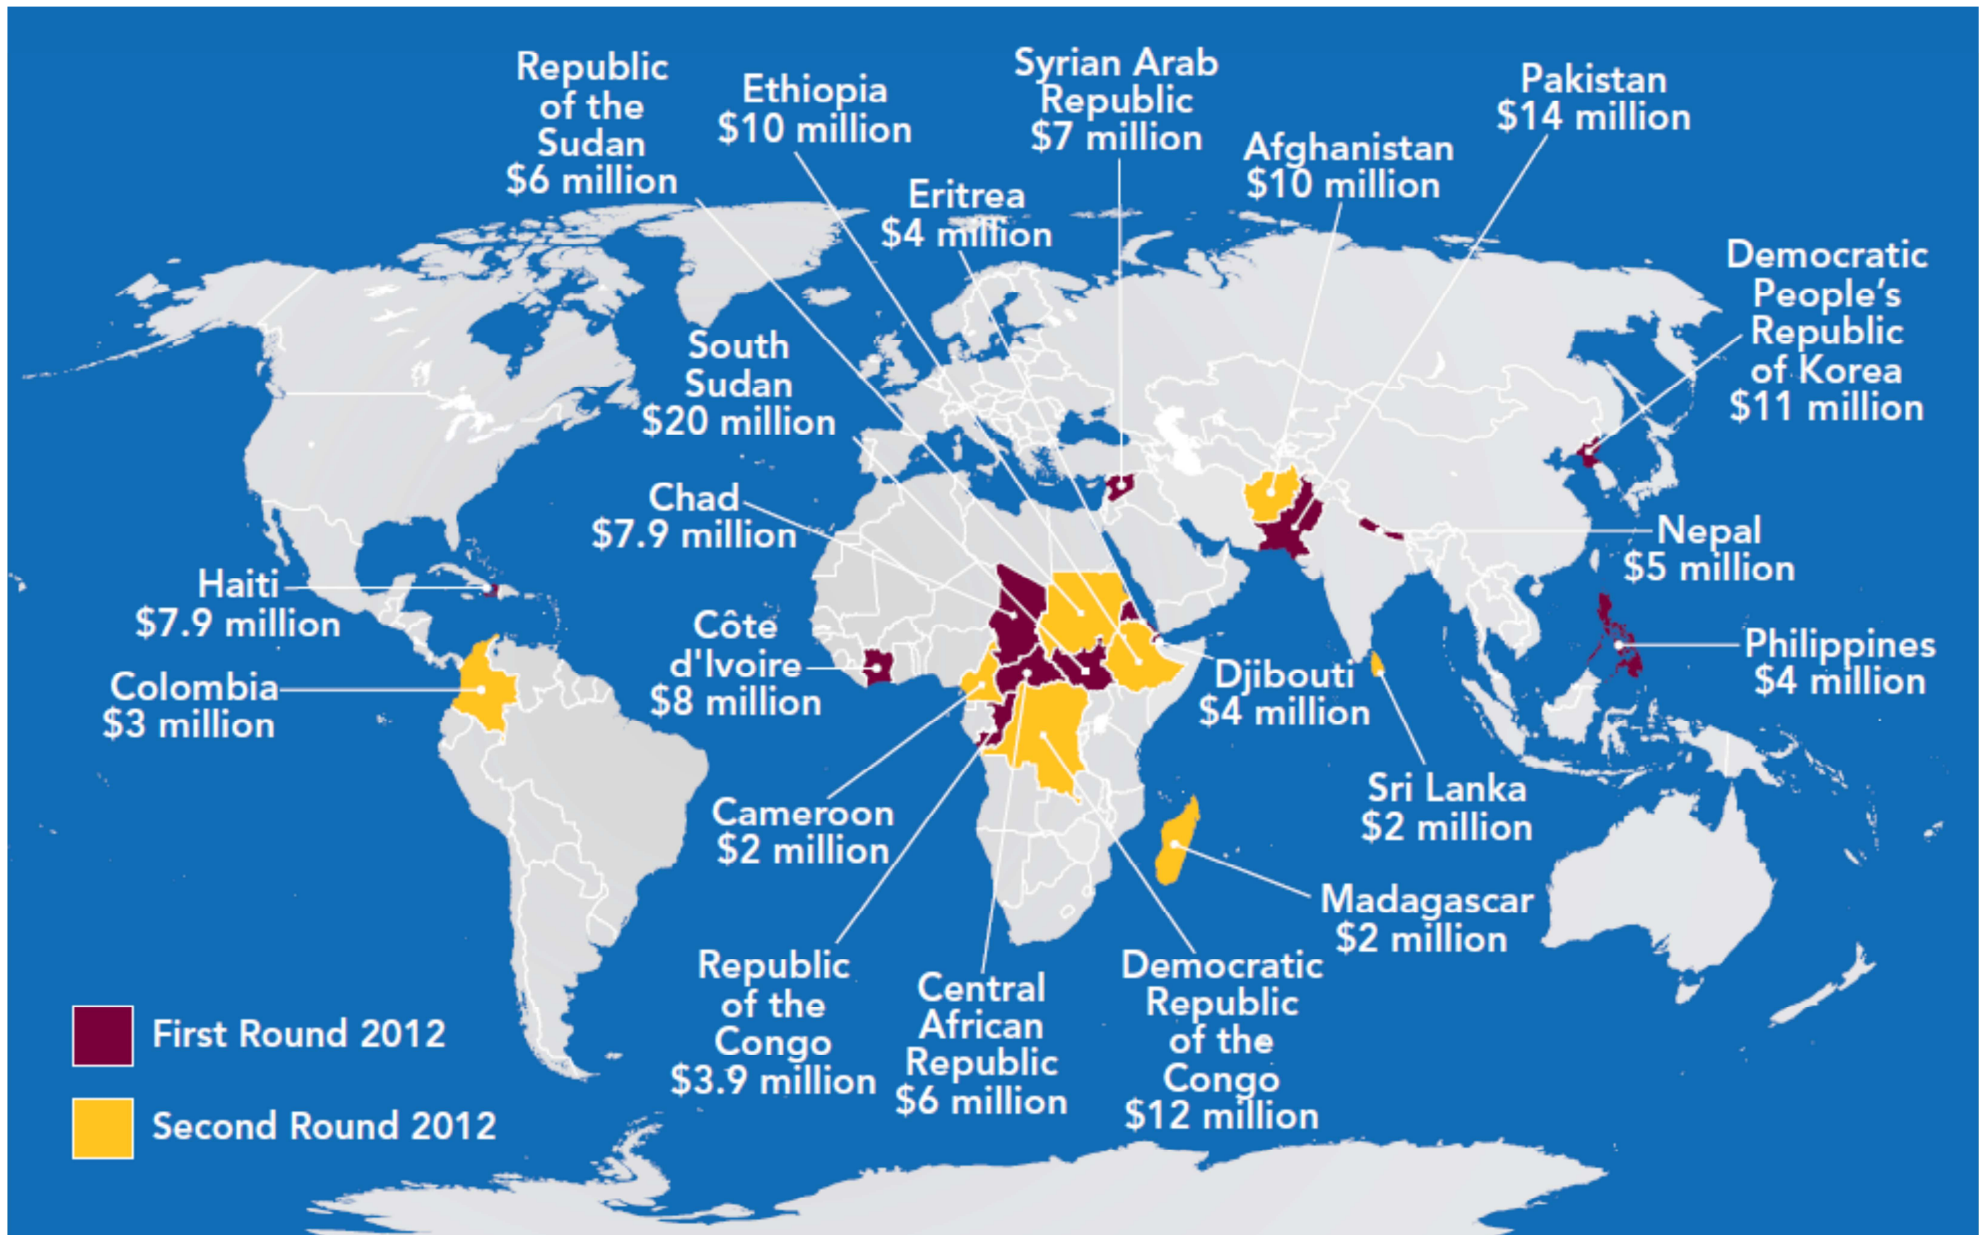 Republic
of the
Sudan
$6 million
Ethiopia
$10 million
Syrian Arab
Republic
$7 million
Pakistan
$14 million
Afghanistan
$10 million
Eritrea
$4 million
Democratic
People's
Republic
of Korea
$11 million
South
Sudan
$20 million
Chad
$7.9 million
Nepal
$5 million
Haiti
$7.9 million
Côte
d'Ivoire
$8 million
Philippines
$4 million
Colombia
$3 million
Djibouti
$4 million
Sri Lanka
$2 million
Cameroon
$2 million
Madagascar
$2 million
Republic
of the
Congo
$3.9 million
Central
African
Republic
$6 million
Democratic
Republic
of the
Congo
$12 million
First Round 2012
Second Round 2012